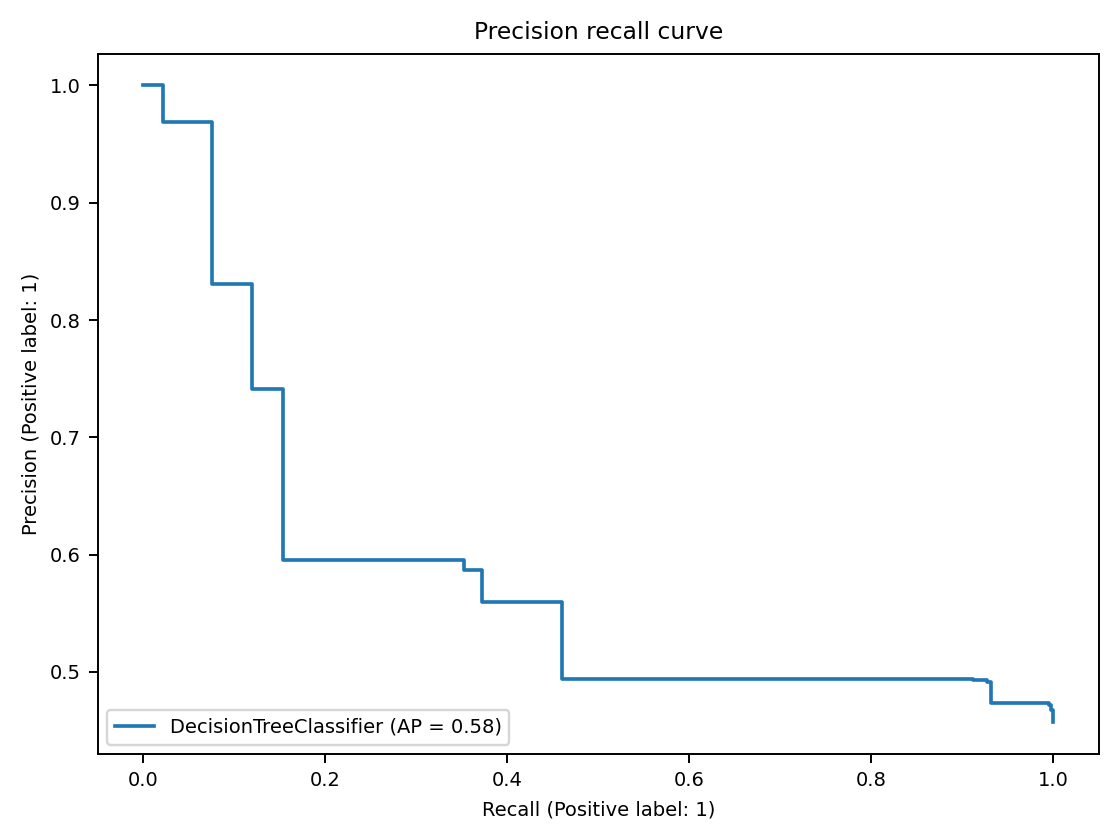 Precision recall curve
Precision (Positive label: 1)
1.0
0.9
0.8
0.7
0.6
0.5
DecisionTreeClassifier (AP = 0.58)
0.0 0.2 0.4 0.6 0.8 1.0
Recall (Positive label: 1)